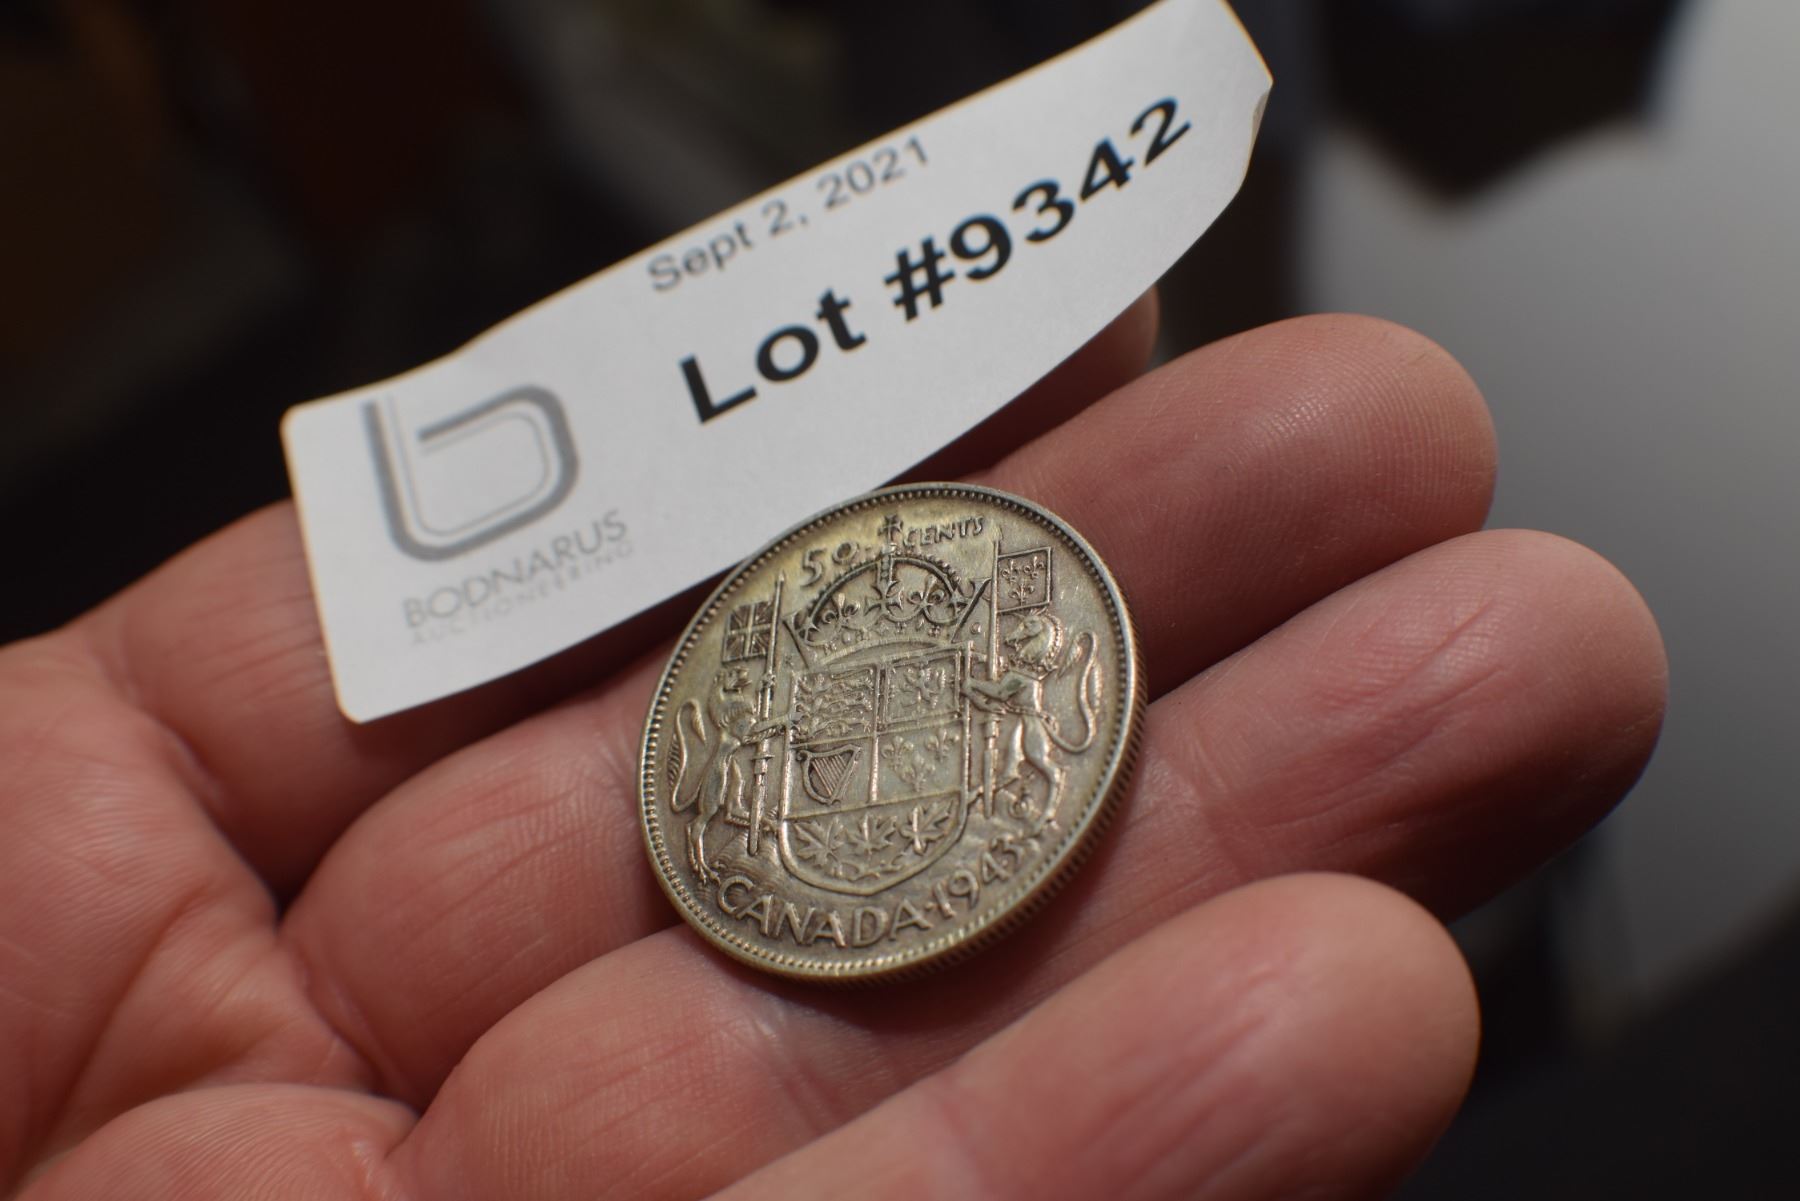 Sept 2, 2021
Lot #9342
BODNARUS
AUCTIONEERING
50 CENTS
CANADA·1943